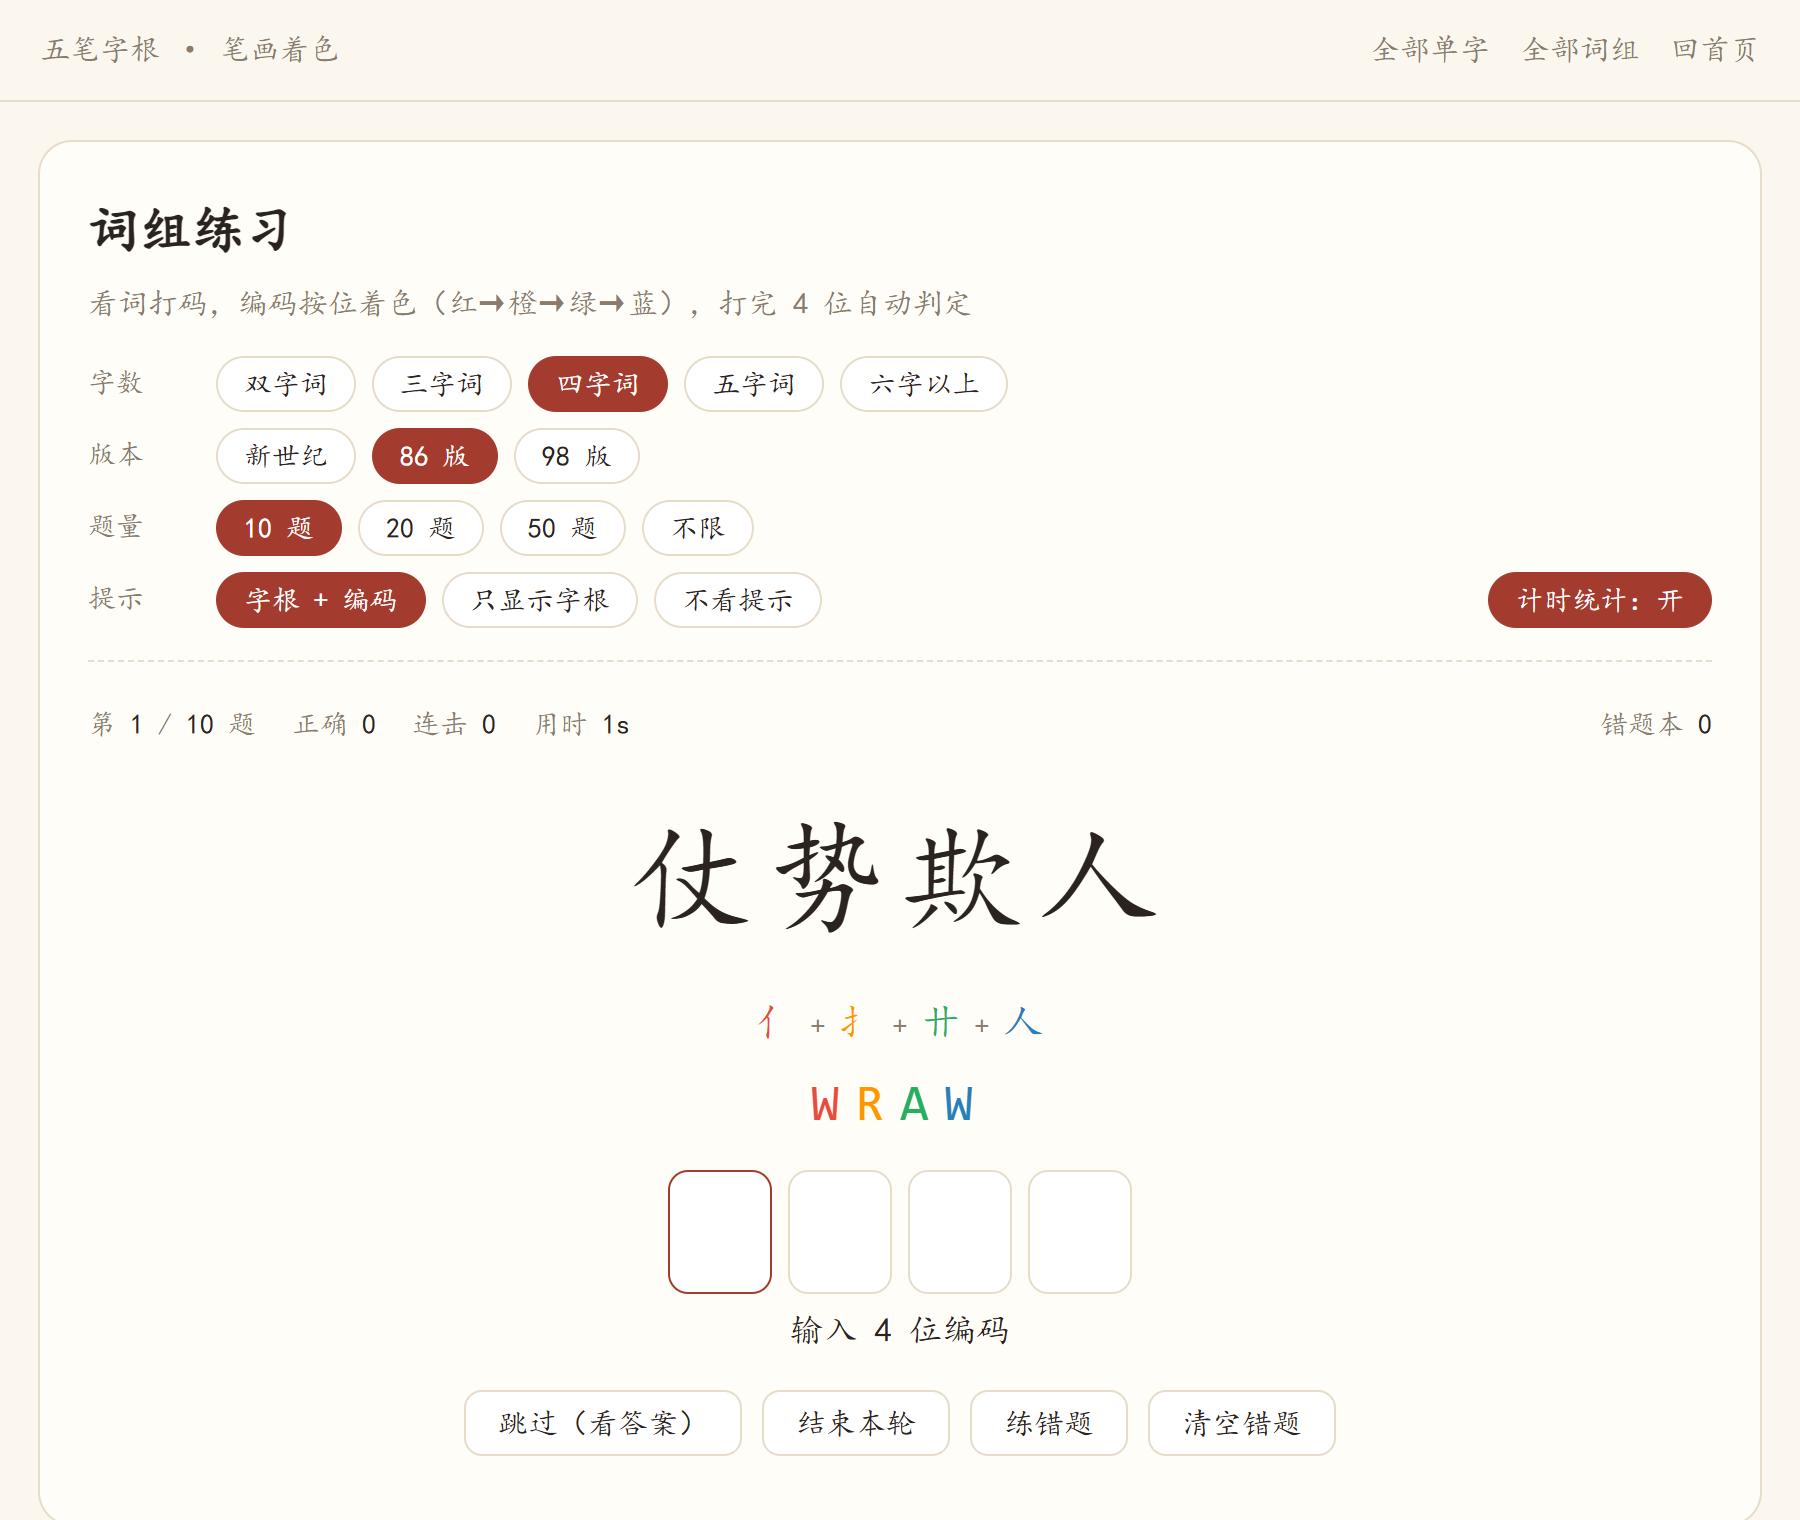 五笔字根 • 笔画着色 全部单字 全部词组 回首页
词组练习
看词打码，编码按位着色（红→橙→绿→蓝），打完 4 位自动判定
字数 双字词 三字词 四字词 五字词 六字以上
版本 新世纪 86 版 98 版
题量 10 题 20 题 50 题 不限
提示 字根 + 编码 只显示字根 不看提示 计时统计：开
第 1 / 10 题 正确 0 连击 0 用时 1s 错题本 0
仗势欺人
亻 + 扌 + 廾 + 人
WRAW
输入 4 位编码
跳过（看答案） 结束本轮 练错题 清空错题